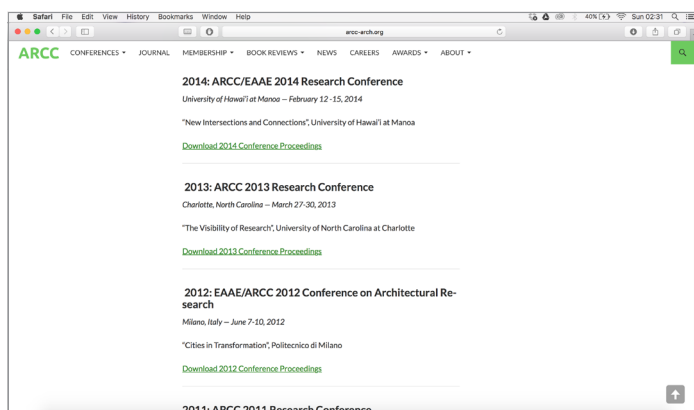 Safari File Edit View History Bookmarks Window Help 40% Sun 02:31
arcc-arch.org
ARCC CONFERENCES JOURNAL MEMBERSHIP BOOK REVIEWS NEWS CAREERS AWARDS ABOUT
2014: ARCC/EAAE 2014 Research Conference
University of Hawai'i at Manoa — February 12 -15, 2014
"New Intersections and Connections", University of Hawai'i at Manoa
Download 2014 Conference Proceedings
2013: ARCC 2013 Research Conference
Charlotte, North Carolina — March 27-30, 2013
"The Visibility of Research", University of North Carolina at Charlotte
Download 2013 Conference Proceedings
2012: EAAE/ARCC 2012 Conference on Architectural Re-
search
Milano, Italy — June 7-10, 2012
"Cities in Transformation", Politecnico di Milano
Download 2012 Conference Proceedings
2011: ARCC 2011 Research Conference